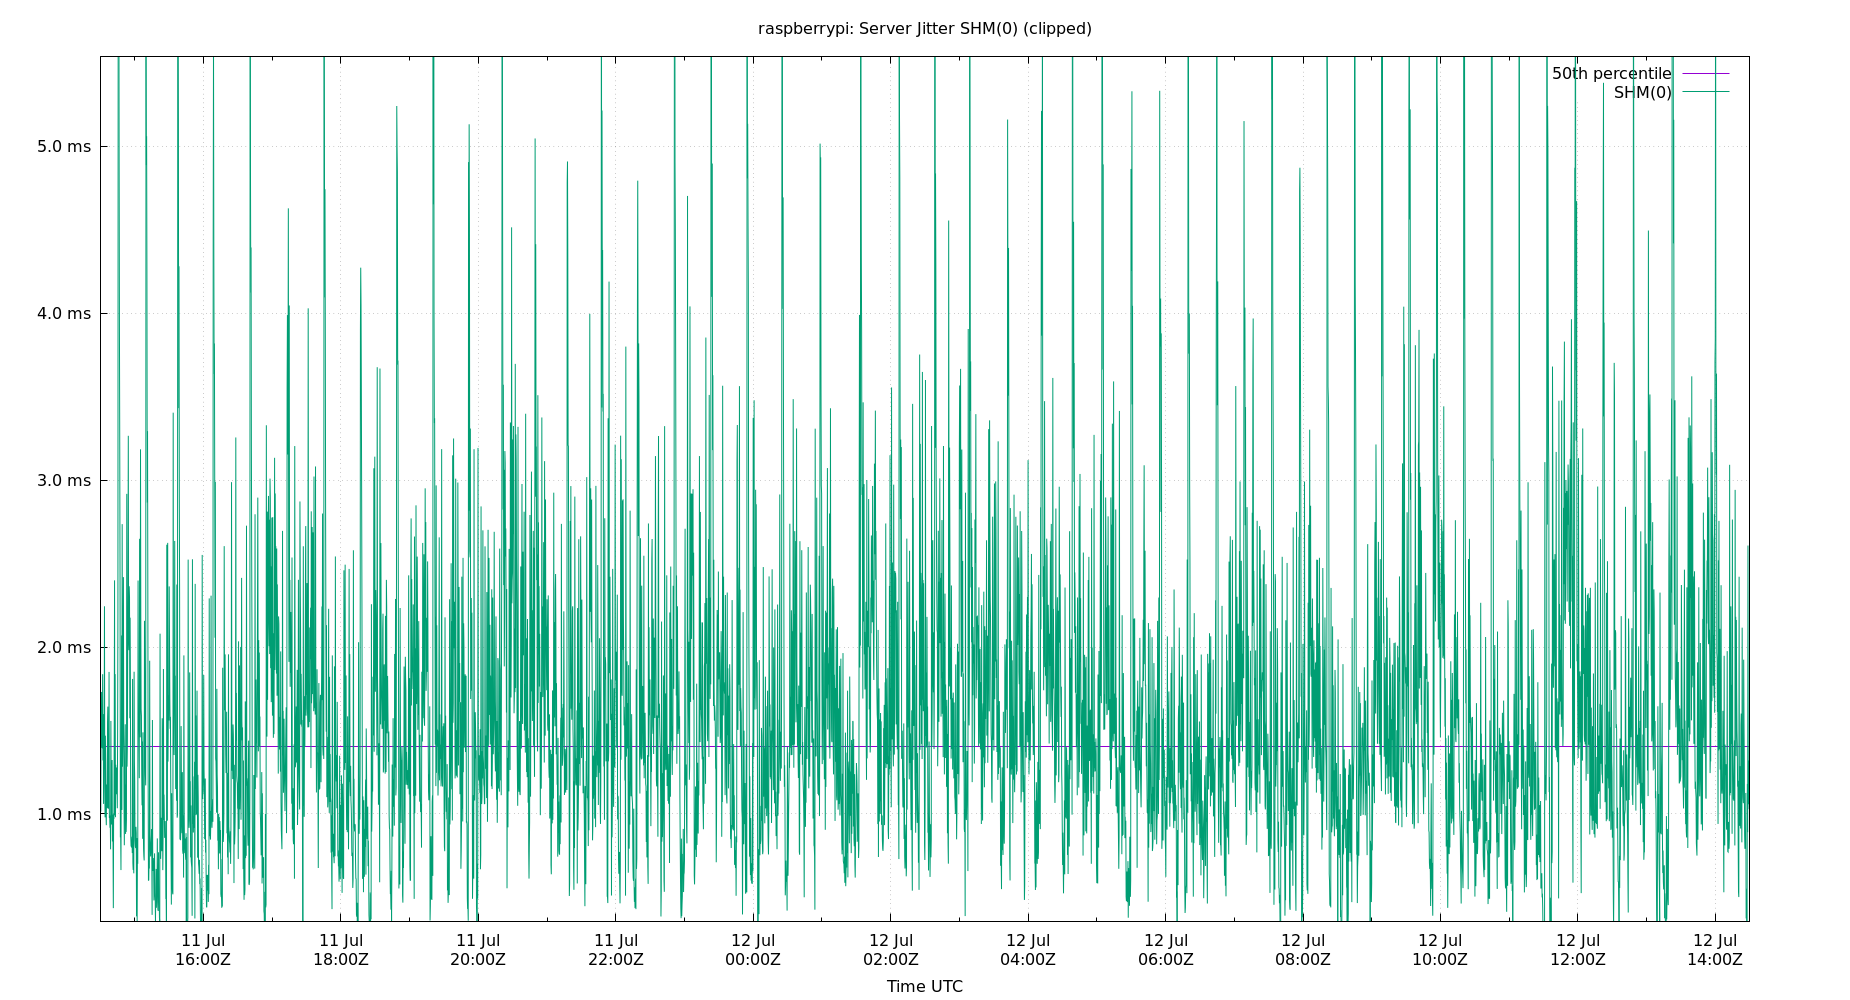 raspberrypi: Server Jitter SHM(0) (clipped)
50th percentile
SHM(0)
5.0 ms
4.0 ms
3.0 ms
2.0 ms
1.0 ms
11 Jul 11 Jul 11 Jul 11 Jul 12 Jul 12 Jul 12 Jul 12 Jul 12 Jul 12 Jul 12 Jul 12 Jul
16:00Z 18:00Z 20:00Z 22:00Z 00:00Z 02:00Z 04:00Z 06:00Z 08:00Z 10:00Z 12:00Z 14:00Z
Time UTC